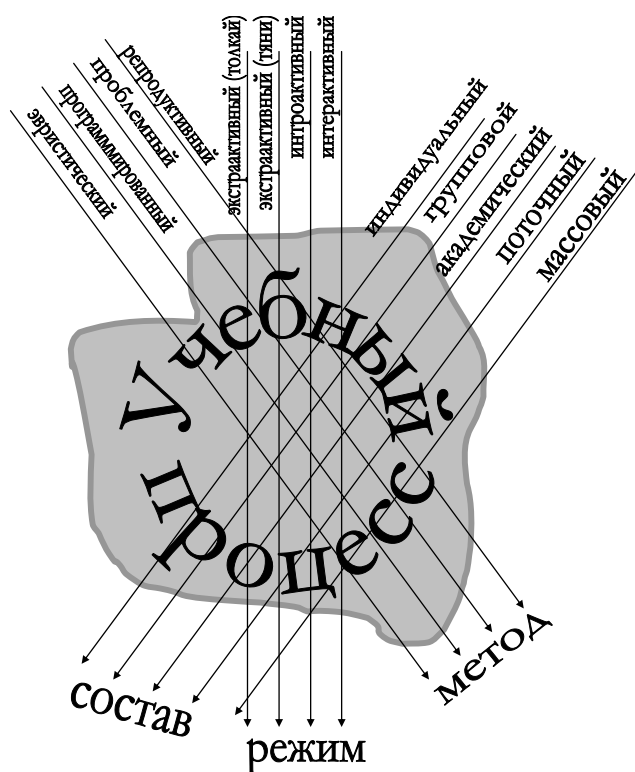 репродуктивный
проблемный
программированный
эвристический
экстраактивный (толкай)
экстраактивный (тяни)
интроактивный
интерактивный
индивидуальный
групповой
академический
поточный
массовый
Учебный
процесс
состав
режим
метод